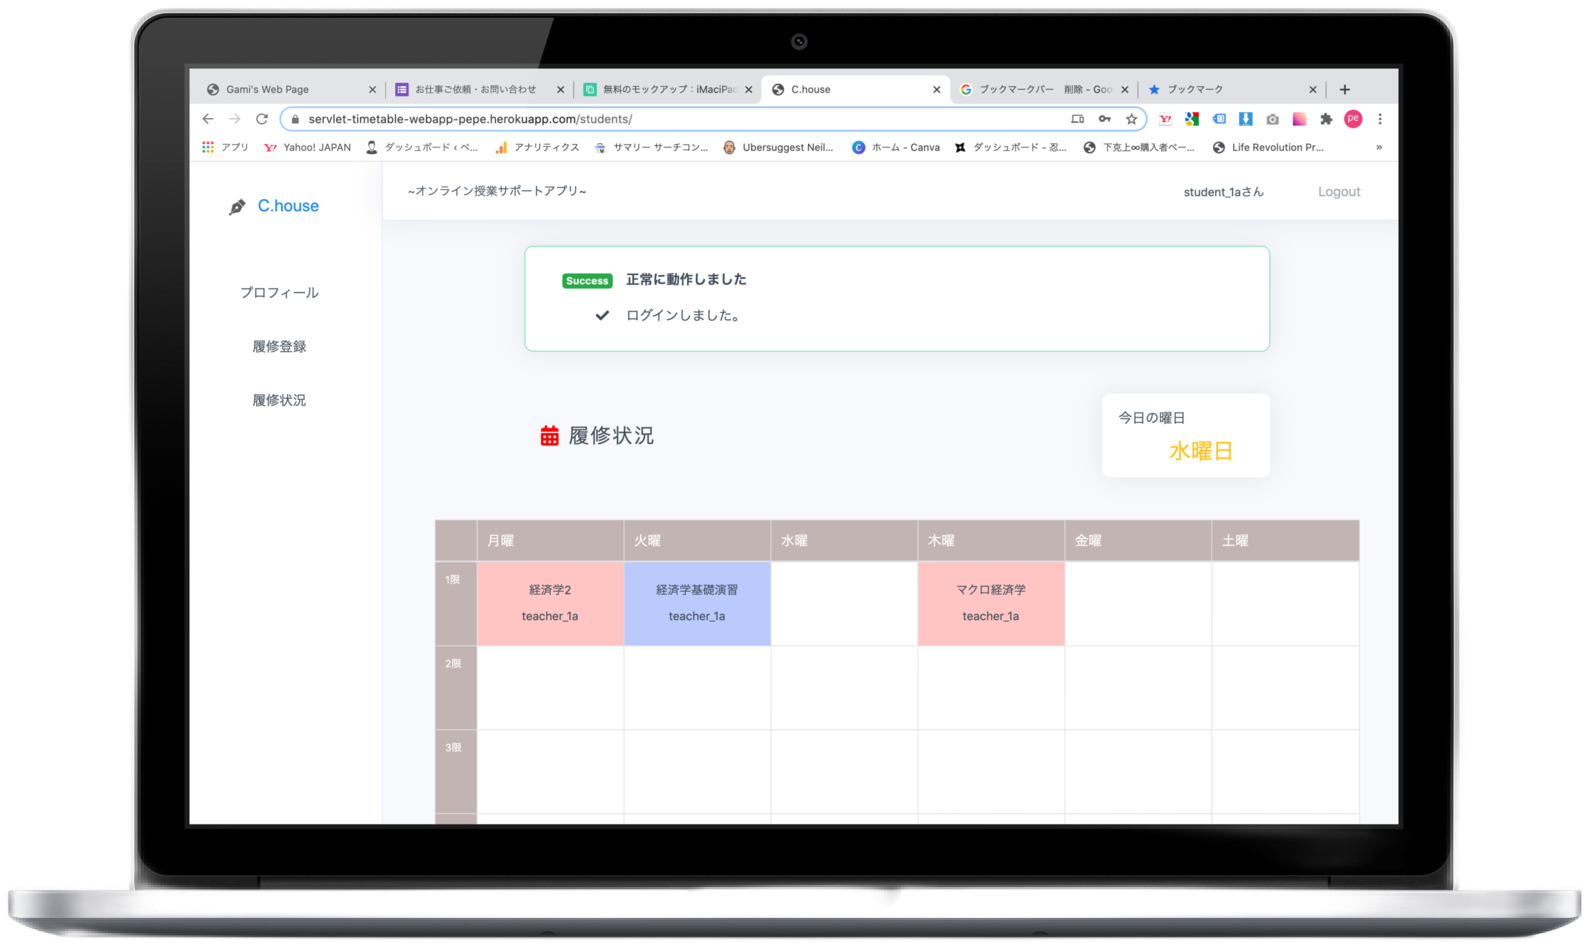 Gami's Web Page
お仕事ご依頼・お問い合わせ
無料のモックアップ：iMaciPac
C.house
ブックマークバー 削除 - Goo
ブックマーク
servlet-timetable-webapp-pepe.herokuapp.com/students/
pe
アプリ
Yahoo! JAPAN
ダッシュボード ‹ ペ...
アナリティクス
サマリー サーチコン...
Ubersuggest Neil...
ホーム - Canva
ダッシュボード - 忍...
下克上∞購入者ペー...
Life Revolution Pr...
»
C.house
~オンライン授業サポートアプリ~
student_1aさん
Logout
プロフィール
履修登録
履修状況
Success 正常に動作しました
ログインしました。
履修状況
今日の曜日
水曜日
月曜 火曜 水曜 木曜 金曜 土曜
1限
経済学2
teacher_1a
経済学基礎演習
teacher_1a
マクロ経済学
teacher_1a
2限
3限